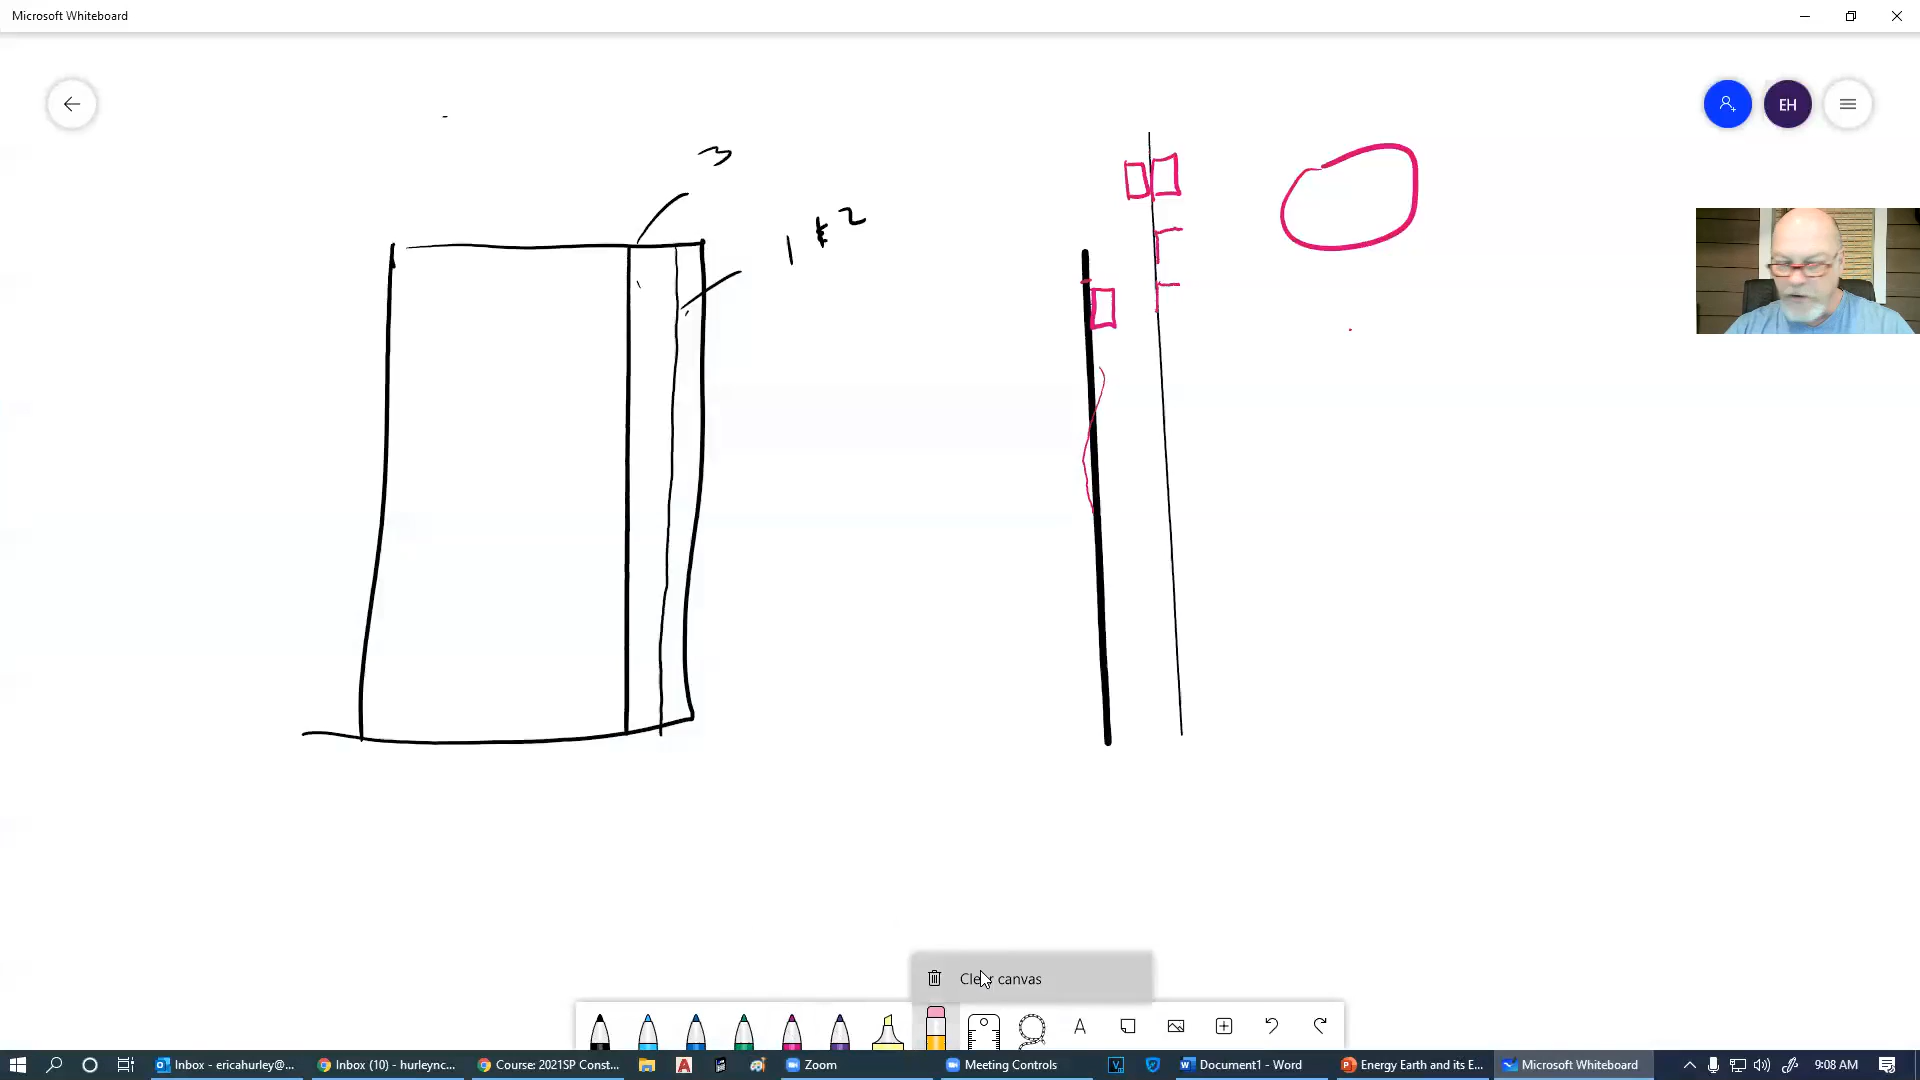 Microsoft Whiteboard
EH
3
1 & 2
Clear canvas
A
Inbox - ericahurley@...
Inbox (10) - hurleync...
Course: 2021SP Const...
Zoom
Meeting Controls
Document1 - Word
Energy Earth and its E...
Microsoft Whiteboard
9:08 AM